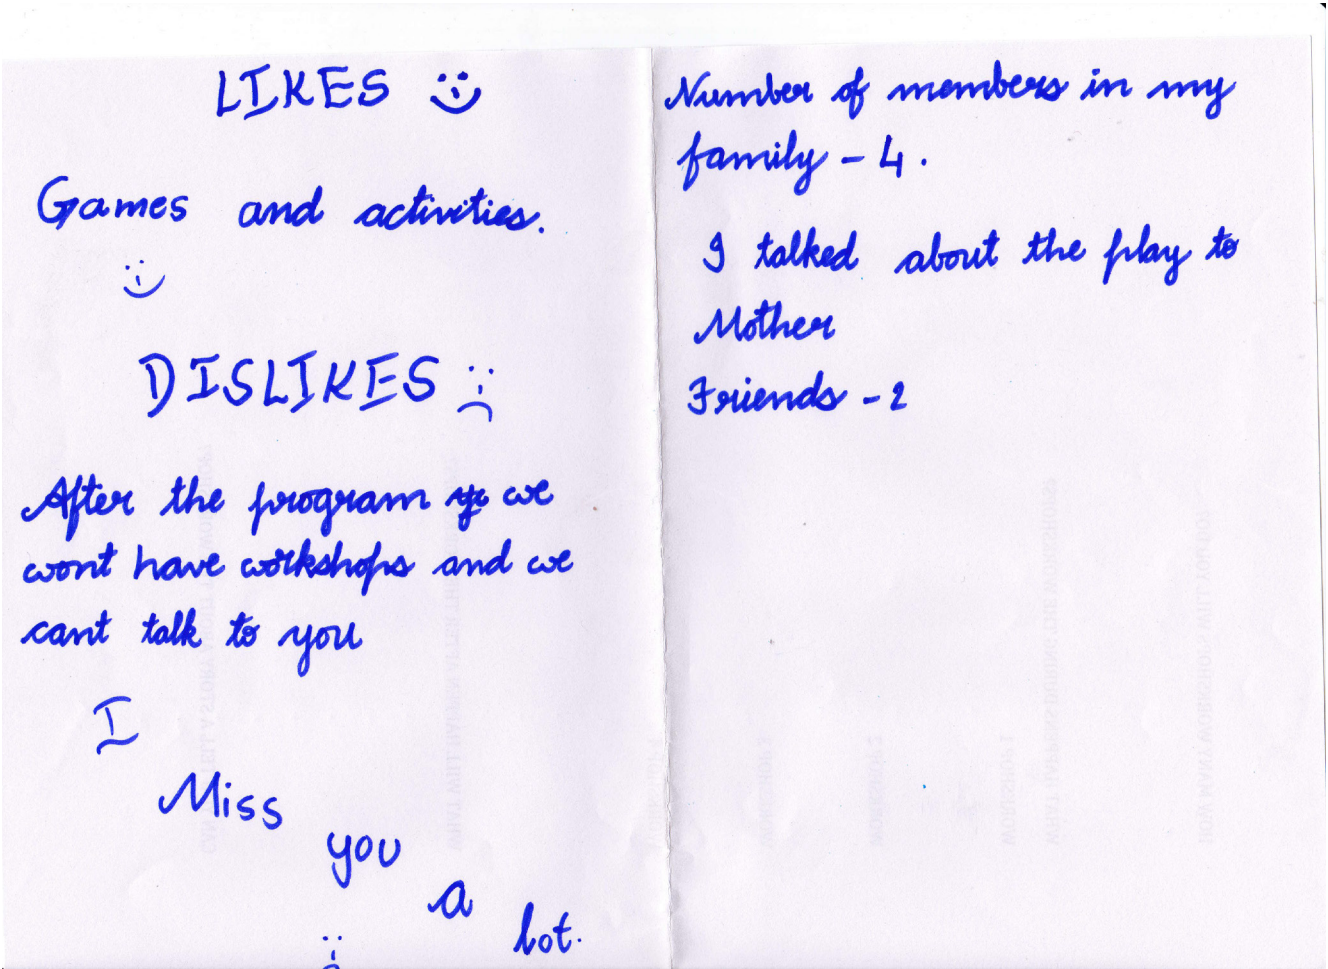 LIKES
Games and activities.
DISLIKES
After the program we
wont have workshops and we
cant talk to you
I
Miss
you
a
lot.
Number of members in my
family - 4.
I talked about the play to
Mother
Friends - 2